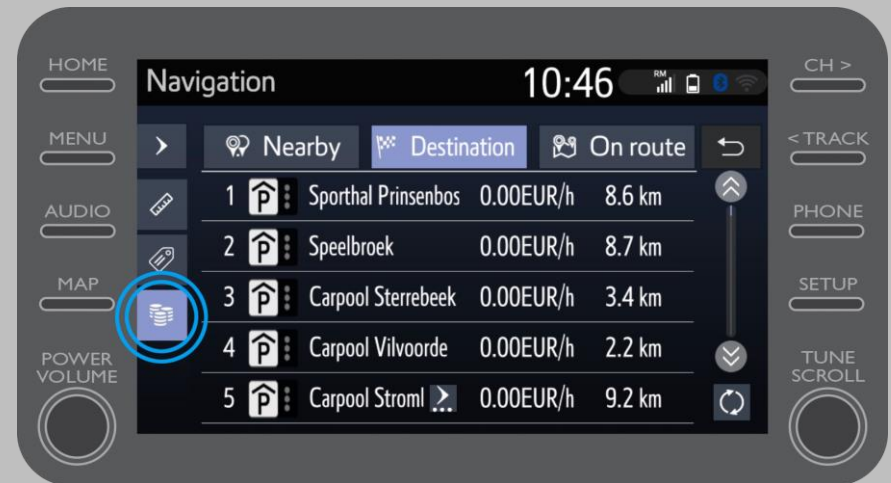 HOME
CH >
Navigation 10:46 RM
MENU
Nearby Destination On route
< TRACK
1 P Sporthal Prinsenbos 0.00EUR/h 8.6 km
AUDIO
PHONE
2 P Speelbroek 0.00EUR/h 8.7 km
MAP
SETUP
3 P Carpool Sterrebeek 0.00EUR/h 3.4 km
4 P Carpool Vilvoorde 0.00EUR/h 2.2 km
POWER
VOLUME
TUNE
SCROLL
5 P Carpool Stroml 0.00EUR/h 9.2 km